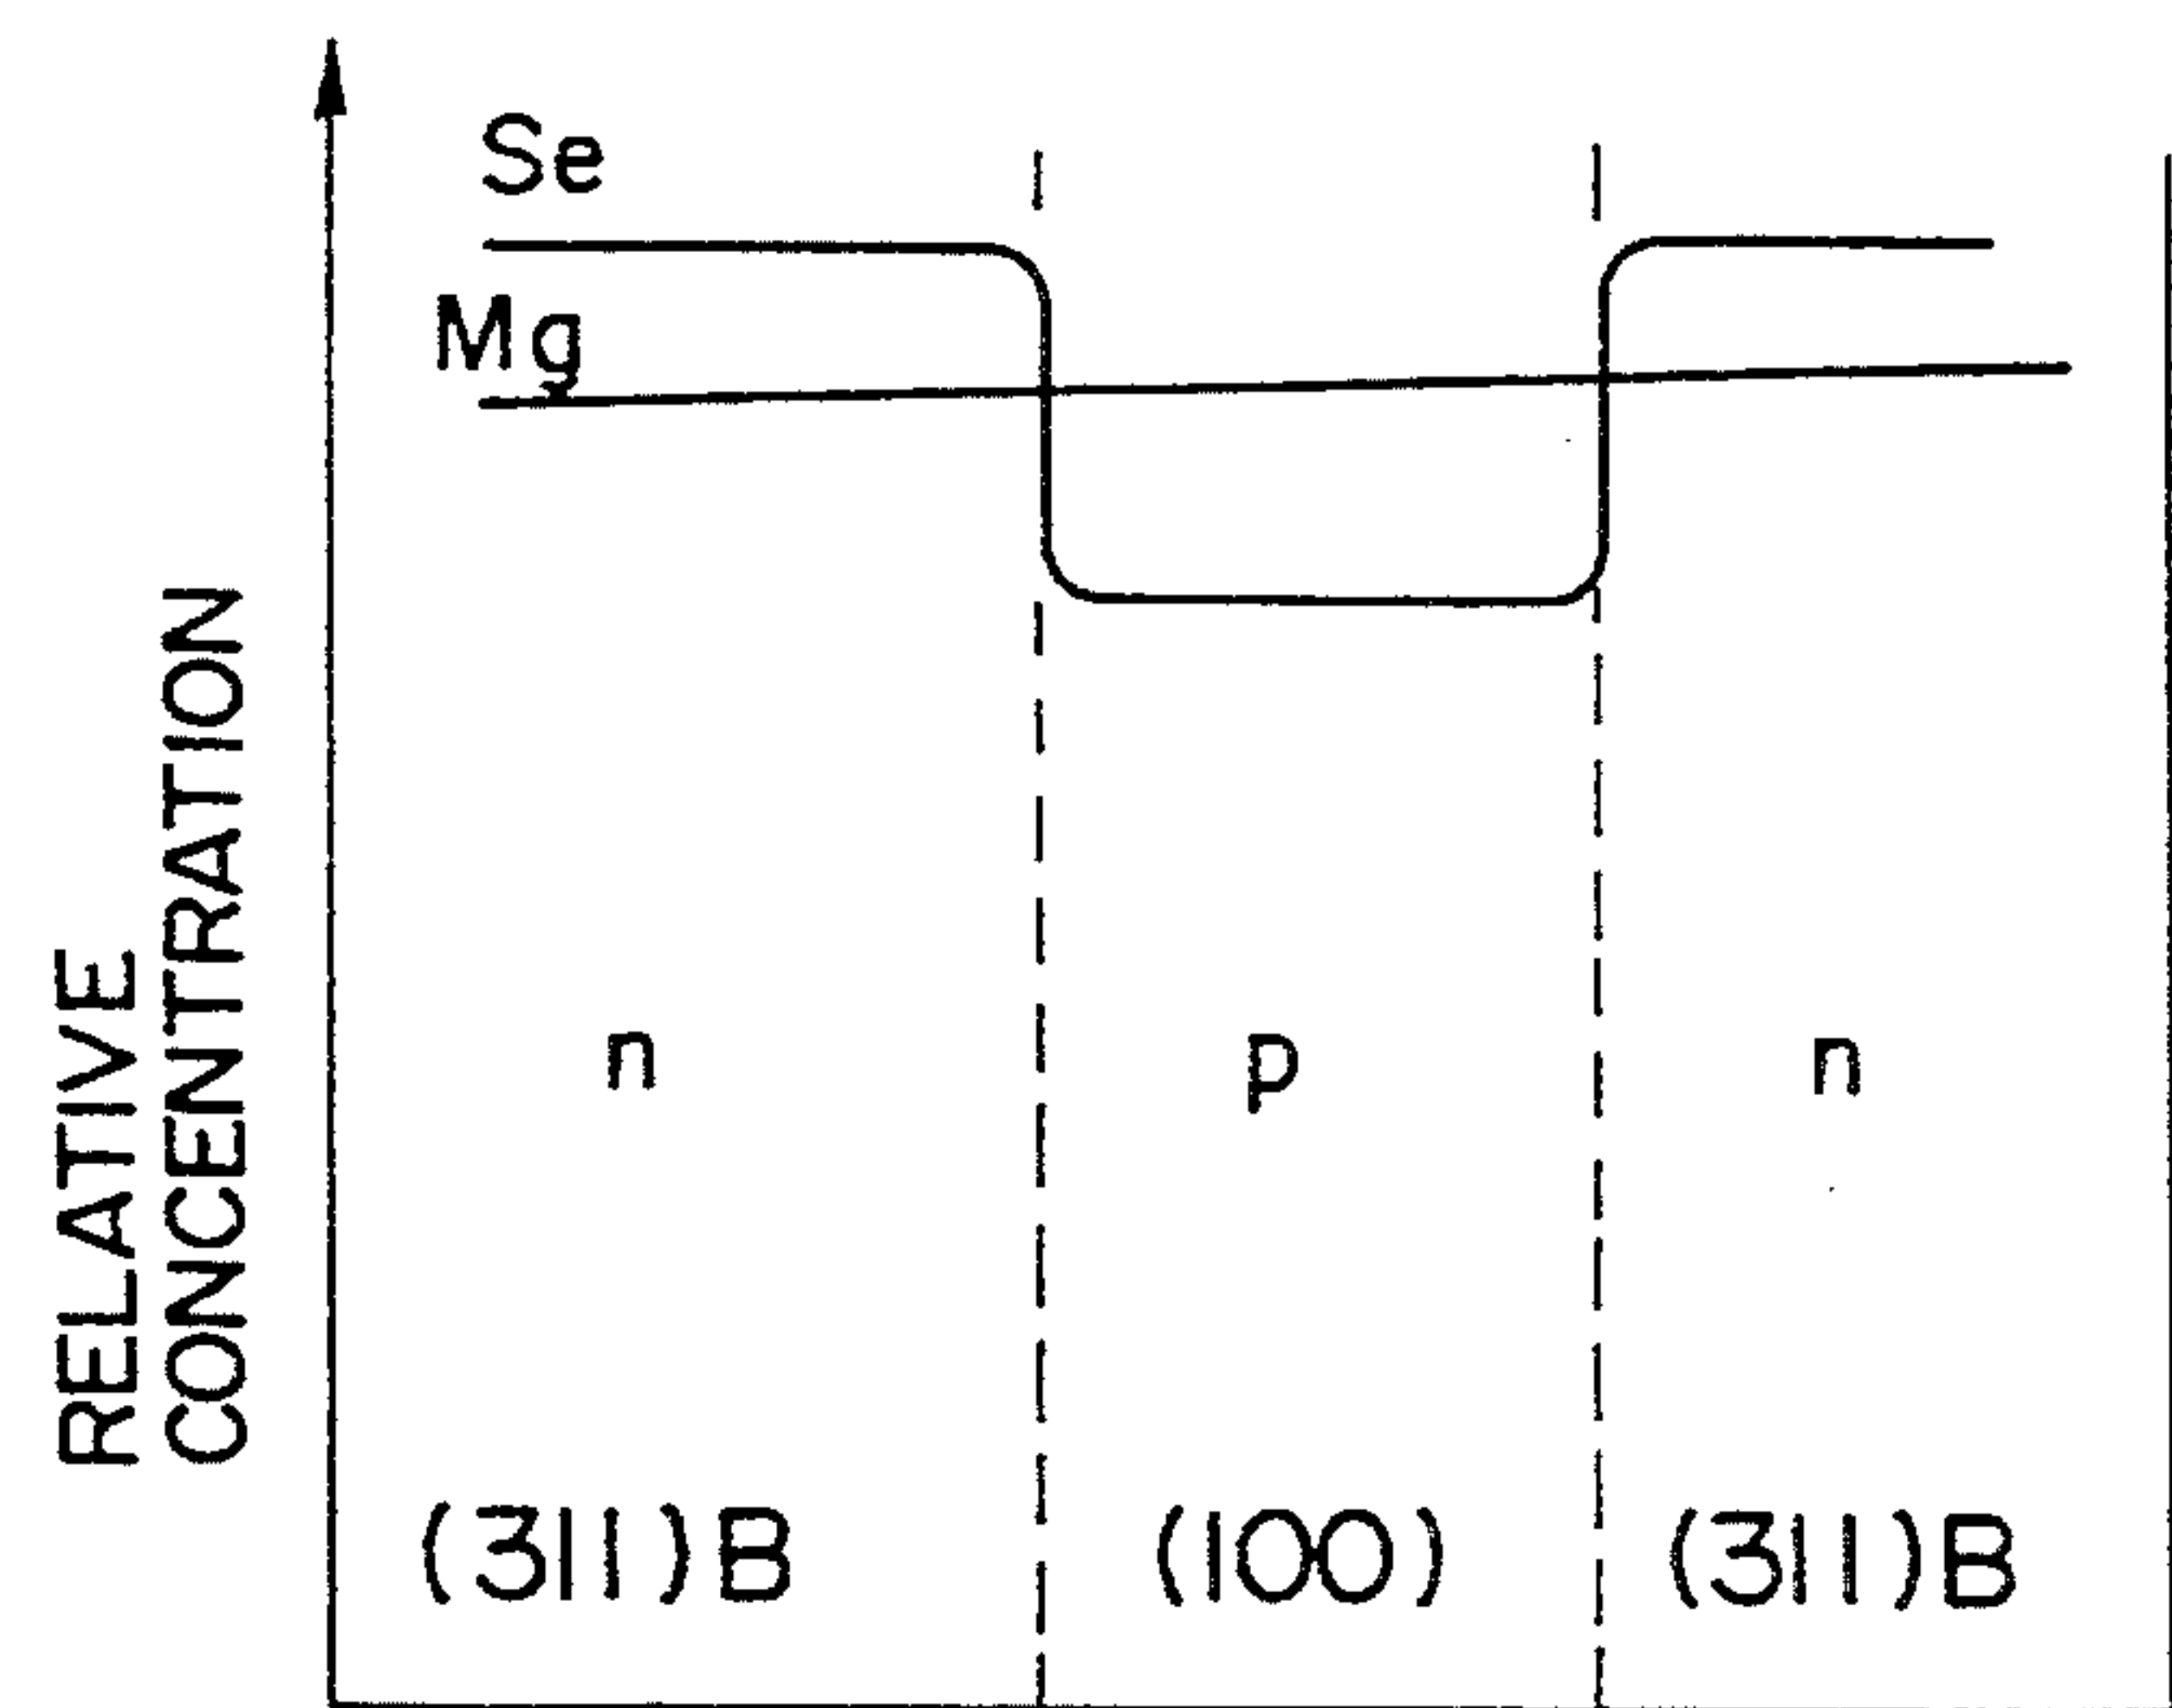 Se
Mg
RELATIVE
CONCENTRATION
n
p
n
(311)B
(100)
(311)B